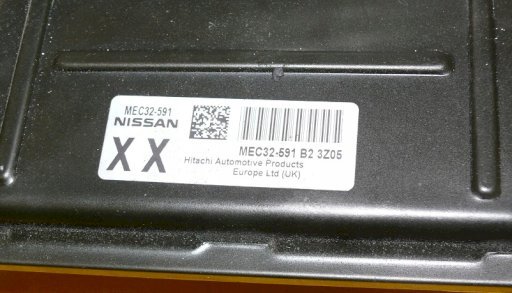 MEC32-591
NISSAN
XX
MEC32-591 B2 3Z05
Hitachi Automotive Products
Europe Ltd (UK)